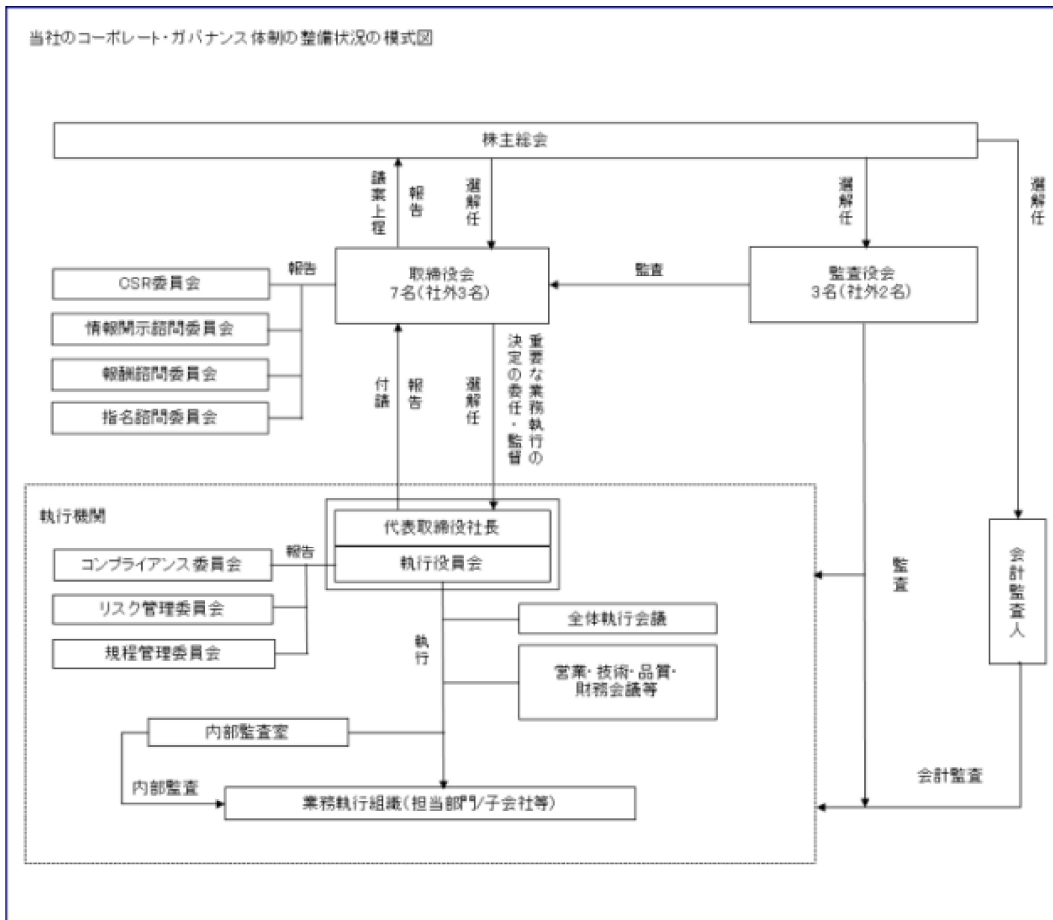 当社のコーポレート・ガバナンス体制の整備状況の模式図
株主総会
議案上程
報告
選解任
選解任
選解任
取締役会
7名(社外3名)
監査
監査役会
3名(社外2名)
報告
CSR委員会
情報開示諮問委員会
報酬諮問委員会
指名諮問委員会
付議
報告
選解任
重要な業務執行の
決定の委任・監督
執行機関
代表取締役社長
執行役員会
報告
コンプライアンス委員会
リスク管理委員会
規程管理委員会
執行
全体執行会議
営業・技術・品質・
財務会議等
監査
会計監査人
内部監査室
内部監査
業務執行組織(担当部門/子会社等)
会計監査